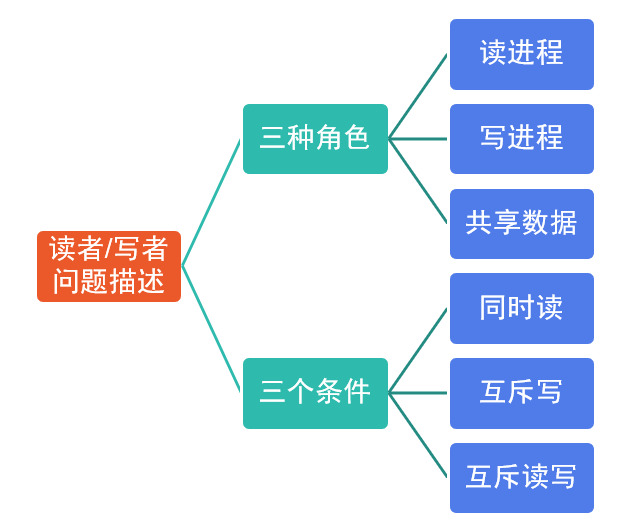 读者/写者
问题描述
三种角色
读进程
写进程
共享数据
三个条件
同时读
互斥写
互斥读写